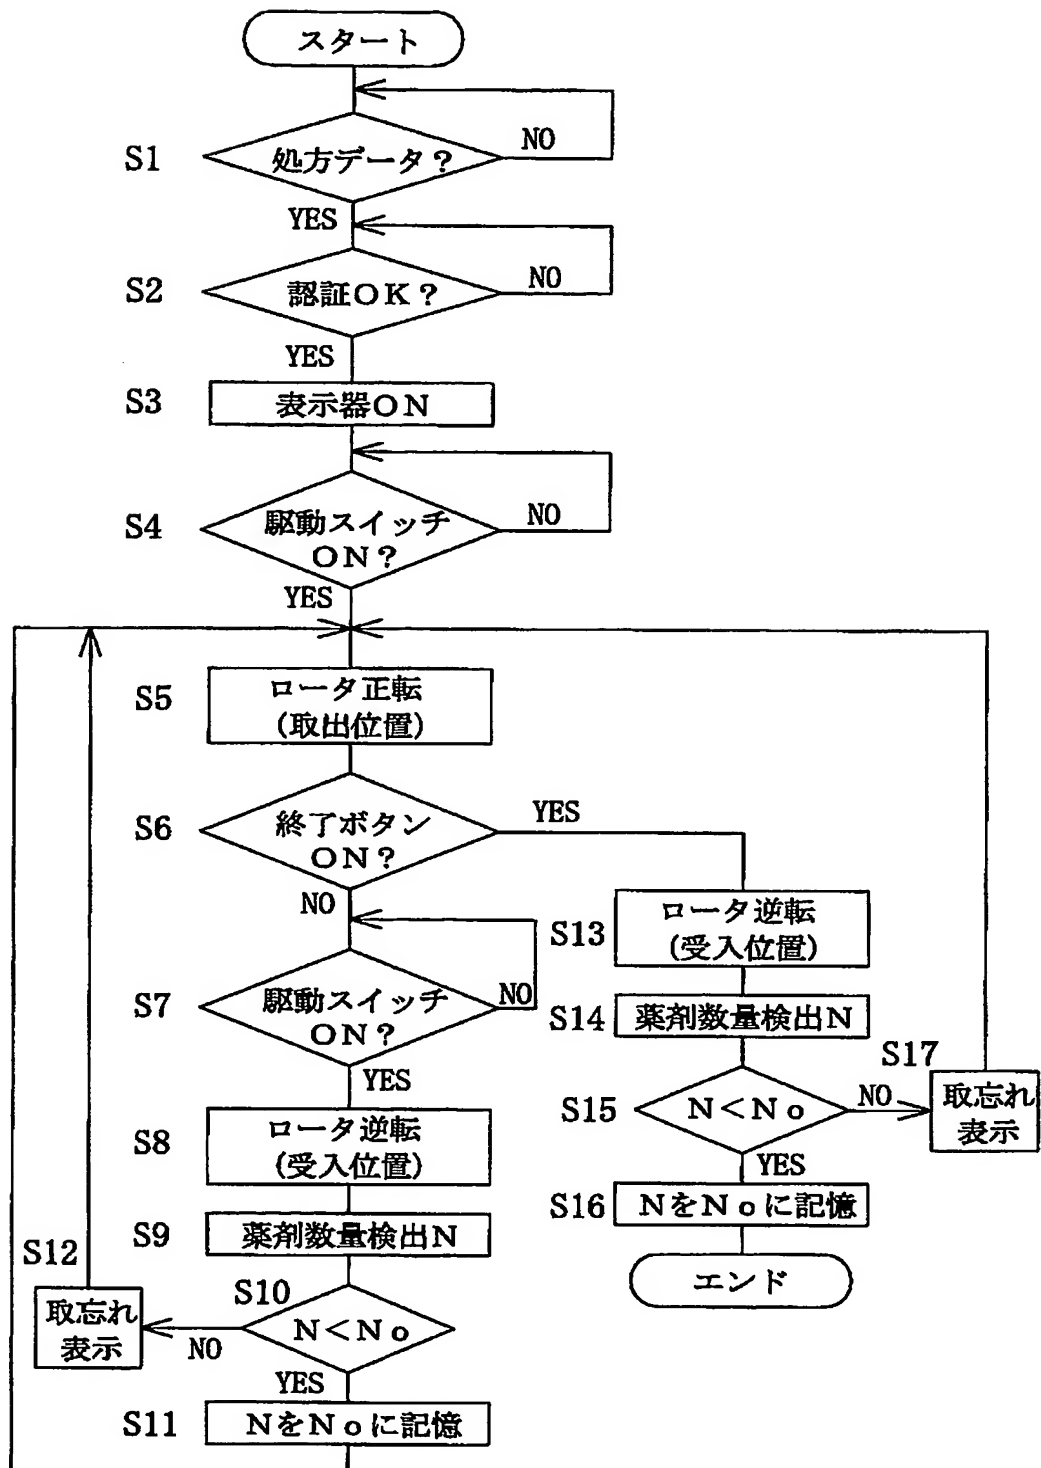 スタート
S1
処方データ？
NO
YES
S2
認証ＯＫ？
NO
YES
S3
表示器ＯＮ
S4
駆動スイッチ
ＯＮ？
NO
YES
S5
ロータ正転
(取出位置)
S6
終了ボタン
ＯＮ？
YES
NO
S7
駆動スイッチ
ＯＮ？
NO
YES
S8
ロータ逆転
(受入位置)
S9
薬剤数量検出Ｎ
S10
Ｎ＜Ｎｏ
NO
YES
S12
取忘れ
表示
S11
ＮをＮｏに記憶
S13
ロータ逆転
(受入位置)
S14
薬剤数量検出Ｎ
S15
Ｎ＜Ｎｏ
NO
YES
S17
取忘れ
表示
S16
ＮをＮｏに記憶
エンド